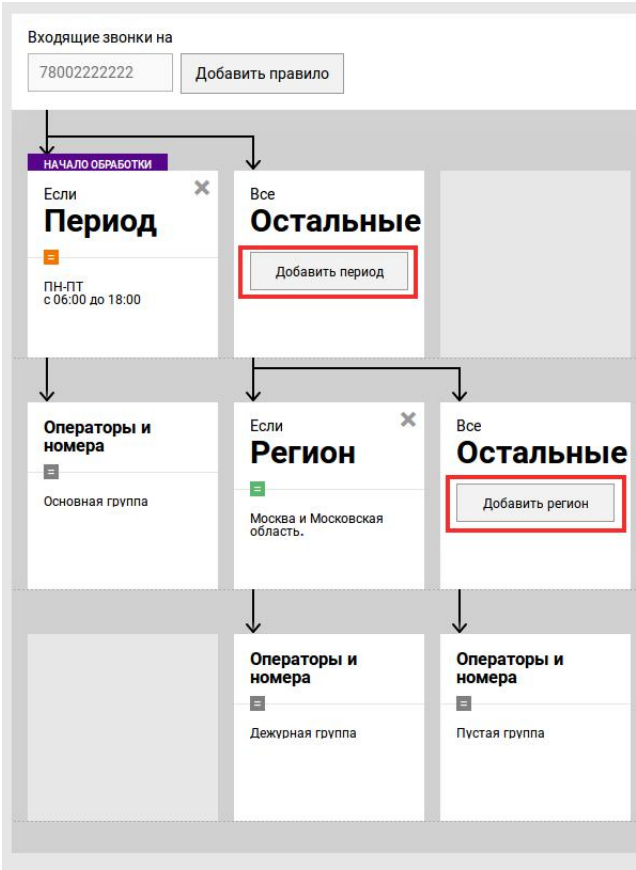 Входящие звонки на
78002222222
Добавить правило
НАЧАЛО ОБРАБОТКИ
Если
Период
=
ПН-ПТ
с 06:00 до 18:00
Все
Остальные
Добавить период
Операторы и
номера
=
Основная группа
Если
Регион
=
Москва и Московская
область.
Все
Остальные
Добавить регион
Операторы и
номера
=
Дежурная группа
Операторы и
номера
=
Пустая группа